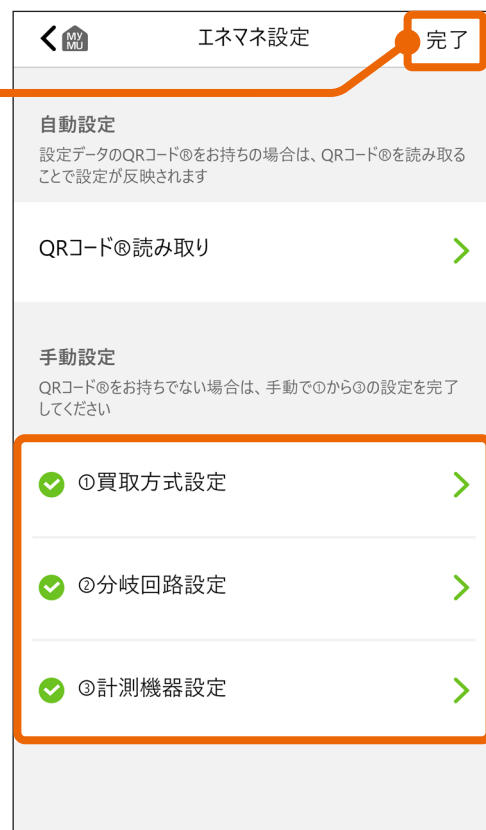 MY MU
エネマネ設定
完了
自動設定
設定データのQRコード®をお持ちの場合は、QRコード®を読み取る
ことで設定が反映されます
QRコード®読み取り
手動設定
QRコード®をお持ちでない場合は、手動で①から③の設定を完了
してください
①買取方式設定
②分岐回路設定
③計測機器設定